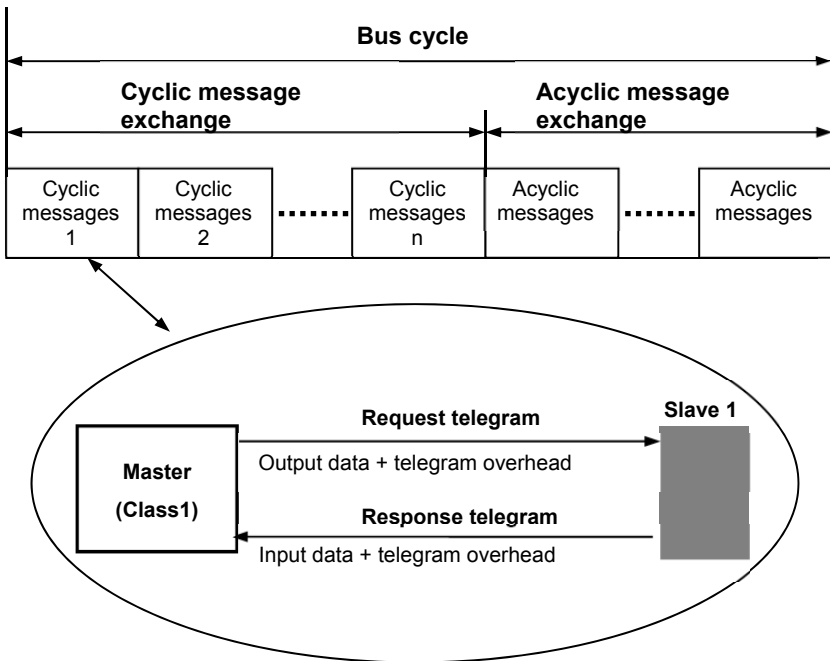 Bus cycle
Cyclic message
exchange
Acyclic message
exchange
Cyclic
messages
1
Cyclic
messages
2
Cyclic
messages
n
Acyclic
messages
Acyclic
messages
Request telegram
Slave 1
Output data + telegram overhead
Master
(Class1)
Response telegram
Input data + telegram overhead